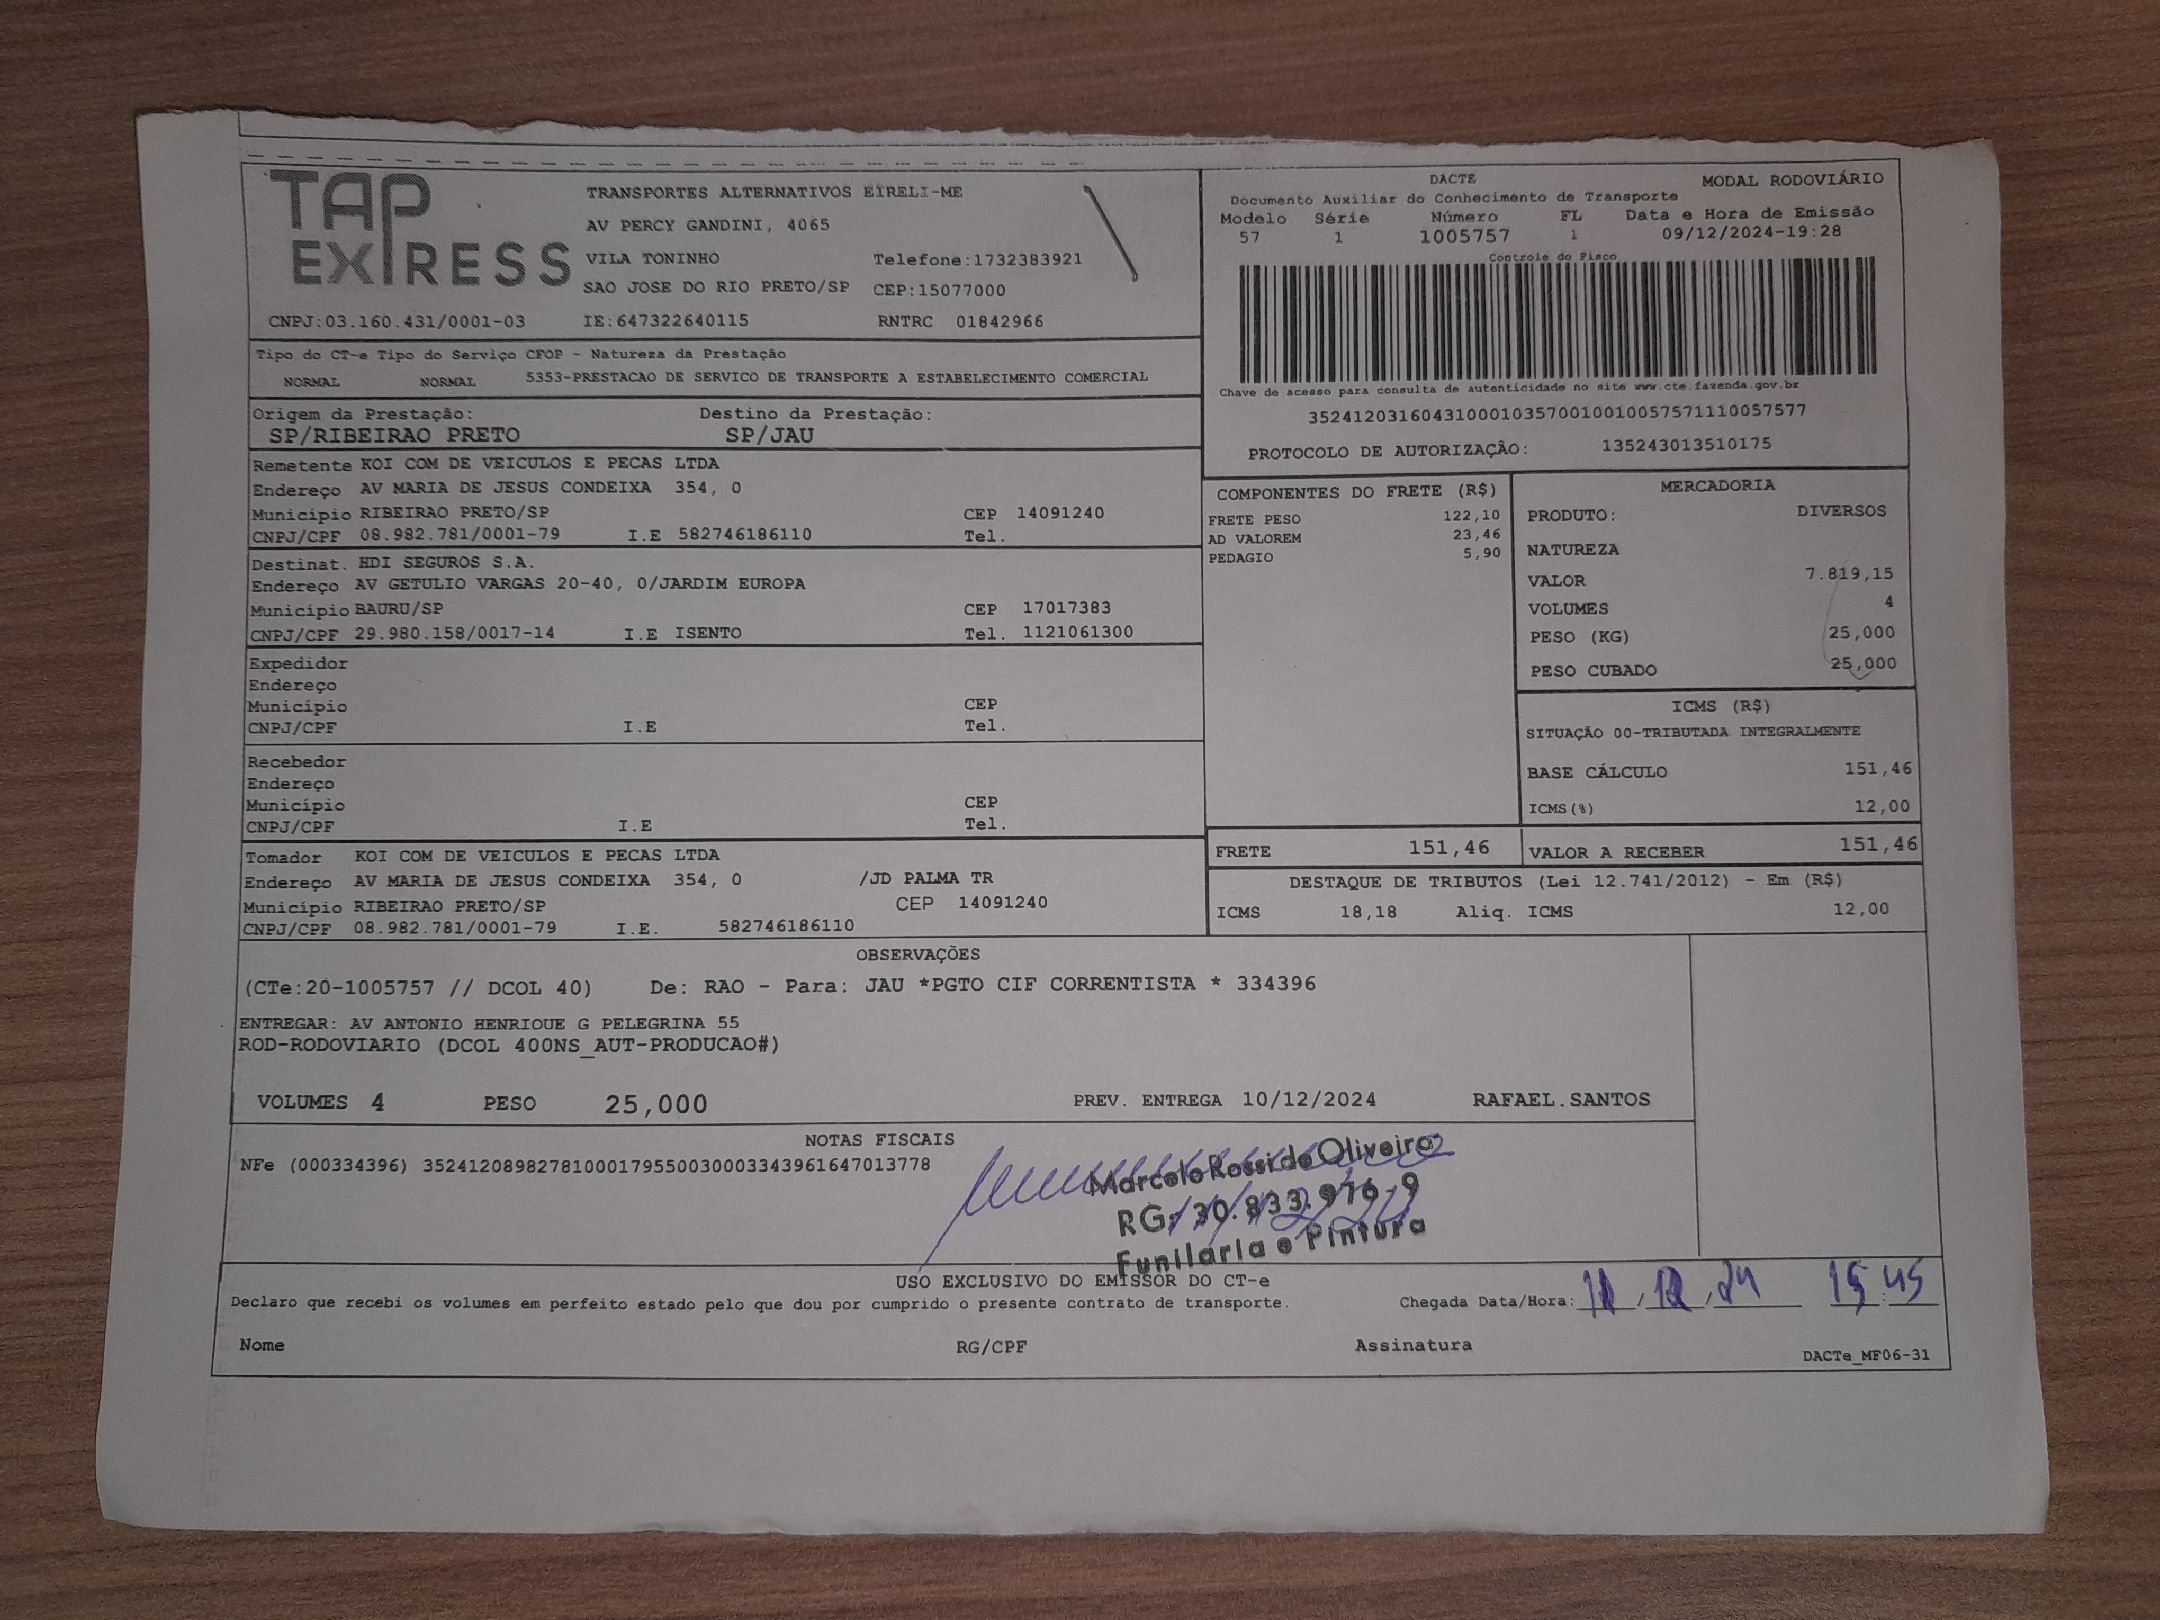 TAP EXPRESS
TRANSPORTES ALTERNATIVOS EIRELI-ME
AV PERCY GANDINI, 4065
VILA TONINHO Telefone:1732383921
SAO JOSE DO RIO PRETO/SP CEP:15077000
CNPJ:03.160.431/0001-03 IE:647322640115 RNTRC 01842966
DACTE MODAL RODOVIÁRIO
Documento Auxiliar do Conhecimento de Transporte
Modelo Série Número FL Data e Hora de Emissão
57 1 1005757 1 09/12/2024-19:28
Controle do Fisco
Chave de acesso para consulta de autenticidade no site www.cte.fazenda.gov.br
35241203160431000103570010010057571110057577
PROTOCOLO DE AUTORIZAÇÃO: 135243013510175
Tipo do CT-e Tipo do Serviço CFOP - Natureza da Prestação
NORMAL NORMAL 5353-PRESTACAO DE SERVICO DE TRANSPORTE A ESTABELECIMENTO COMERCIAL
Origem da Prestação: Destino da Prestação:
SP/RIBEIRAO PRETO SP/JAU
Remetente KOI COM DE VEICULOS E PECAS LTDA
Endereço AV MARIA DE JESUS CONDEIXA 354, 0
Município RIBEIRAO PRETO/SP CEP 14091240
CNPJ/CPF 08.982.781/0001-79 I.E 582746186110 Tel.
Destinat. HDI SEGUROS S.A.
Endereço AV GETULIO VARGAS 20-40, 0/JARDIM EUROPA
Município BAURU/SP CEP 17017383
CNPJ/CPF 29.980.158/0017-14 I.E ISENTO Tel. 1121061300
Expedidor
Endereço
Município CEP
CNPJ/CPF I.E Tel.
Recebedor
Endereço
Município CEP
CNPJ/CPF I.E Tel.
Tomador KOI COM DE VEICULOS E PECAS LTDA
Endereço AV MARIA DE JESUS CONDEIXA 354, 0 /JD PALMA TR
Município RIBEIRAO PRETO/SP CEP 14091240
CNPJ/CPF 08.982.781/0001-79 I.E. 582746186110
COMPONENTES DO FRETE (R$)
FRETE PESO 122,10
AD VALOREM 23,46
PEDAGIO 5,90
MERCADORIA
PRODUTO: DIVERSOS
NATUREZA
VALOR 7.819,15
VOLUMES 4
PESO (KG) 25,000
PESO CUBADO 25,000
ICMS (R$)
SITUAÇÃO 00-TRIBUTADA INTEGRALMENTE
BASE CÁLCULO 151,46
ICMS(%) 12,00
FRETE 151,46 VALOR A RECEBER 151,46
DESTAQUE DE TRIBUTOS (Lei 12.741/2012) - Em (R$)
ICMS 18,18 Aliq. ICMS 12,00
OBSERVAÇÕES
(CTe:20-1005757 // DCOL 40) De: RAO - Para: JAU *PGTO CIF CORRENTISTA * 334396
ENTREGAR: AV ANTONIO HENRIQUE G PELEGRINA 55
ROD-RODOVIARIO (DCOL 400NS_AUT-PRODUCAO#)
VOLUMES 4 PESO 25,000 PREV. ENTREGA 10/12/2024 RAFAEL.SANTOS
NOTAS FISCAIS
NFe (000334396) 35241208982781000179550030003343961647013778
Marcelo Rossi de Oliveira
RG: 30.833.976-9
Funilaria e Pintura
USO EXCLUSIVO DO EMISSOR DO CT-e
Declaro que recebi os volumes em perfeito estado pelo que dou por cumprido o presente contrato de transporte. Chegada Data/Hora: 11/12/24 15:45
Nome RG/CPF Assinatura
DACTe_MF06-31